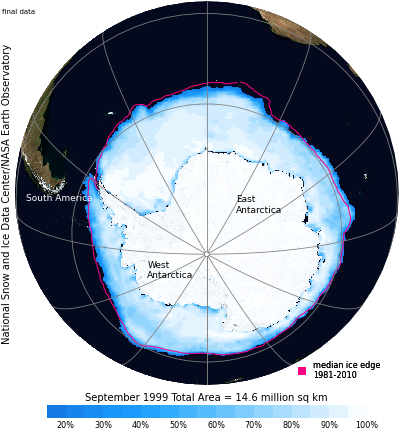 final data
National Snow and Ice Data Center/NASA Earth Observatory
South America
East
Antarctica
West
Antarctica
median ice edge
1981-2010
September 1999 Total Area = 14.6 million sq km
20% 30% 40% 50% 60% 70% 80% 90% 100%